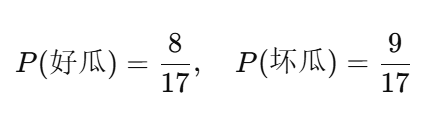 P(好瓜) = 8/17, P(坏瓜) = 9/17